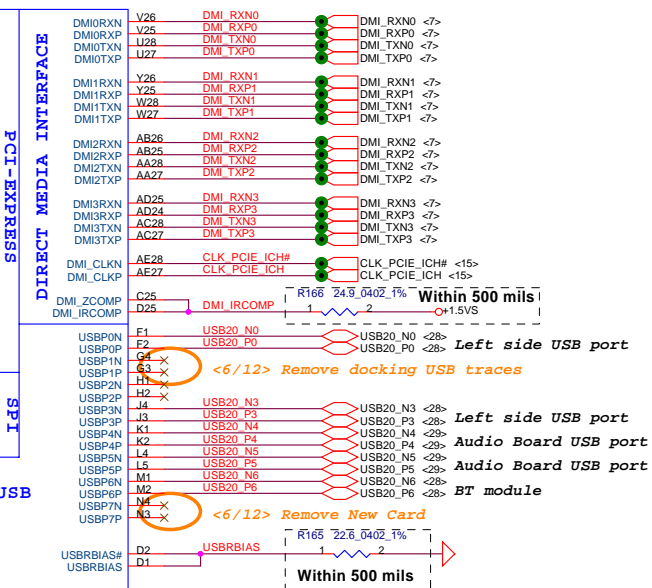 DMI0RXN V26 DMI_RXN0 DMI_RXN0 <7>
DMI0RXP V25 DMI_RXP0 DMI_RXP0 <7>
DMI0TXN U28 DMI_TXN0 DMI_TXN0 <7>
DMI0TXP U27 DMI_TXP0 DMI_TXP0 <7>
DMI1RXN Y26 DMI_RXN1 DMI_RXN1 <7>
DMI1RXP Y25 DMI_RXP1 DMI_RXP1 <7>
DMI1TXN W28 DMI_TXN1 DMI_TXN1 <7>
DMI1TXP W27 DMI_TXP1 DMI_TXP1 <7>
DMI2RXN AB26 DMI_RXN2 DMI_RXN2 <7>
DMI2RXP AB25 DMI_RXP2 DMI_RXP2 <7>
DMI2TXN AA28 DMI_TXN2 DMI_TXN2 <7>
DMI2TXP AA27 DMI_TXP2 DMI_TXP2 <7>
DMI3RXN AD25 DMI_RXN3 DMI_RXN3 <7>
DMI3RXP AD24 DMI_RXP3 DMI_RXP3 <7>
DMI3TXN AC28 DMI_TXN3 DMI_TXN3 <7>
DMI3TXP AC27 DMI_TXP3 DMI_TXP3 <7>
DMI_CLKN AE28 CLK_PCIE_ICH# CLK_PCIE_ICH# <15>
DMI_CLKP AE27 CLK_PCIE_ICH CLK_PCIE_ICH <15>
PCI-EXPRESS
DIRECT MEDIA INTERFACE
R166 24.9_0402_1% Within 500 mils
DMI_ZCOMP C25
DMI_IRCOMP D25 DMI_IRCOMP 1 2 +1.5VS
USBP0N F1 USB20_N0 USB20_N0 <28>
USBP0P F2 USB20_P0 USB20_P0 <28> Left side USB port
USBP1N G4
USBP1P G3 <6/12> Remove docking USB traces
USBP2N H1
USBP2P H2
USBP3N J4 USB20_N3 USB20_N3 <28>
USBP3P J3 USB20_P3 USB20_P3 <28> Left side USB port
USBP4N K1 USB20_N4 USB20_N4 <29>
USBP4P K2 USB20_P4 USB20_P4 <29> Audio Board USB port
USBP5N L4 USB20_N5 USB20_N5 <29>
USBP5P L5 USB20_P5 USB20_P5 <29> Audio Board USB port
USBP6N M1 USB20_N6 USB20_N6 <28>
USBP6P M2 USB20_P6 USB20_P6 <28> BT module
USBP7N N4
USBP7P N3 <6/12> Remove New Card
SPI
USB
R165 22.6_0402_1%
USBRBIAS# D2 USBRBIAS 1 2
USBRBIAS D1
Within 500 mils